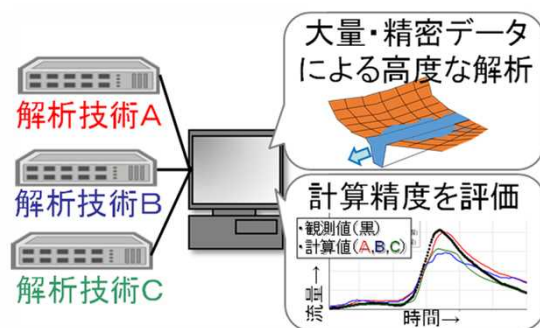 解析技術A
解析技術B
解析技術C
大量・精密データ
による高度な解析
計算精度を評価
・観測値(黒)
・計算値(A,B,C)
流量→
時間→